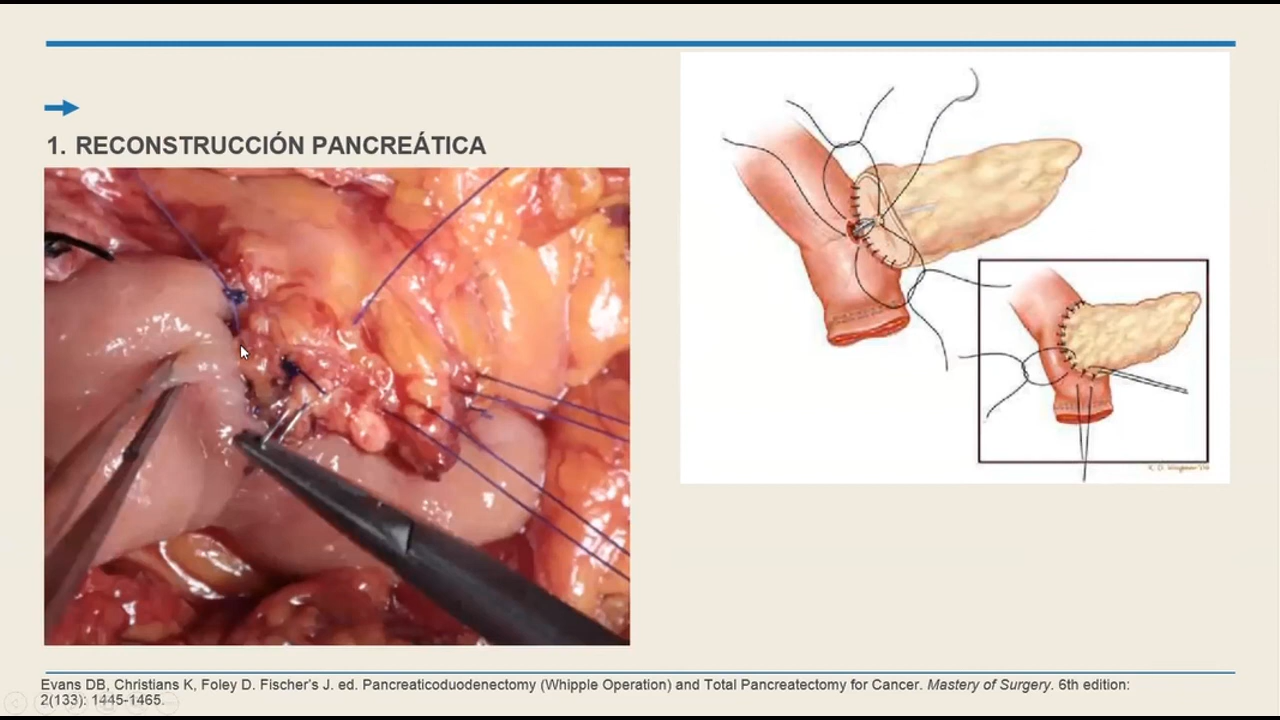 1. RECONSTRUCCIÓN PANCREÁTICA
Evans DB, Christians K, Foley D. Fischer's J. ed. Pancreaticoduodenectomy (Whipple Operation) and Total Pancreatectomy for Cancer. Mastery of Surgery. 6th edition:
2(133): 1445-1465.